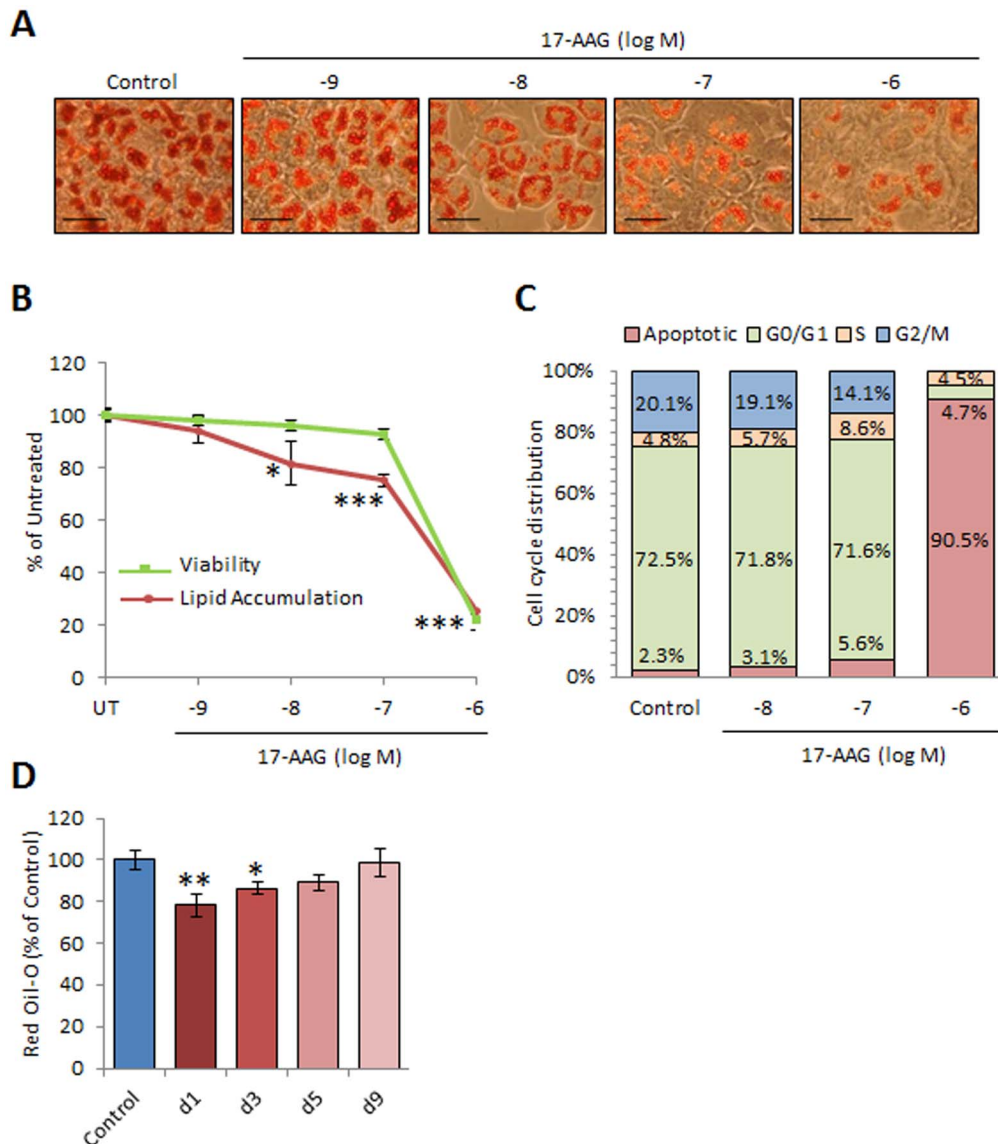 A
17-AAG (log M)
Control -9 -8 -7 -6
B
120
100
80
60
40
20
0
% of Untreated
*
***
***
Viability
Lipid Accumulation
UT -9 -8 -7 -6
17-AAG (log M)
C
Apoptotic G0/G1 S G2/M
100%
80%
60%
40%
20%
0%
Cell cycle distribution
20.1% 19.1% 14.1% 4.5%
4.8% 5.7% 8.6% 4.7%
72.5% 71.8% 71.6% 90.5%
2.3% 3.1% 5.6%
Control -8 -7 -6
17-AAG (log M)
D
120
100
80
60
40
20
0
Red Oil-O (% of Control)
** *
Control d1 d3 d5 d9